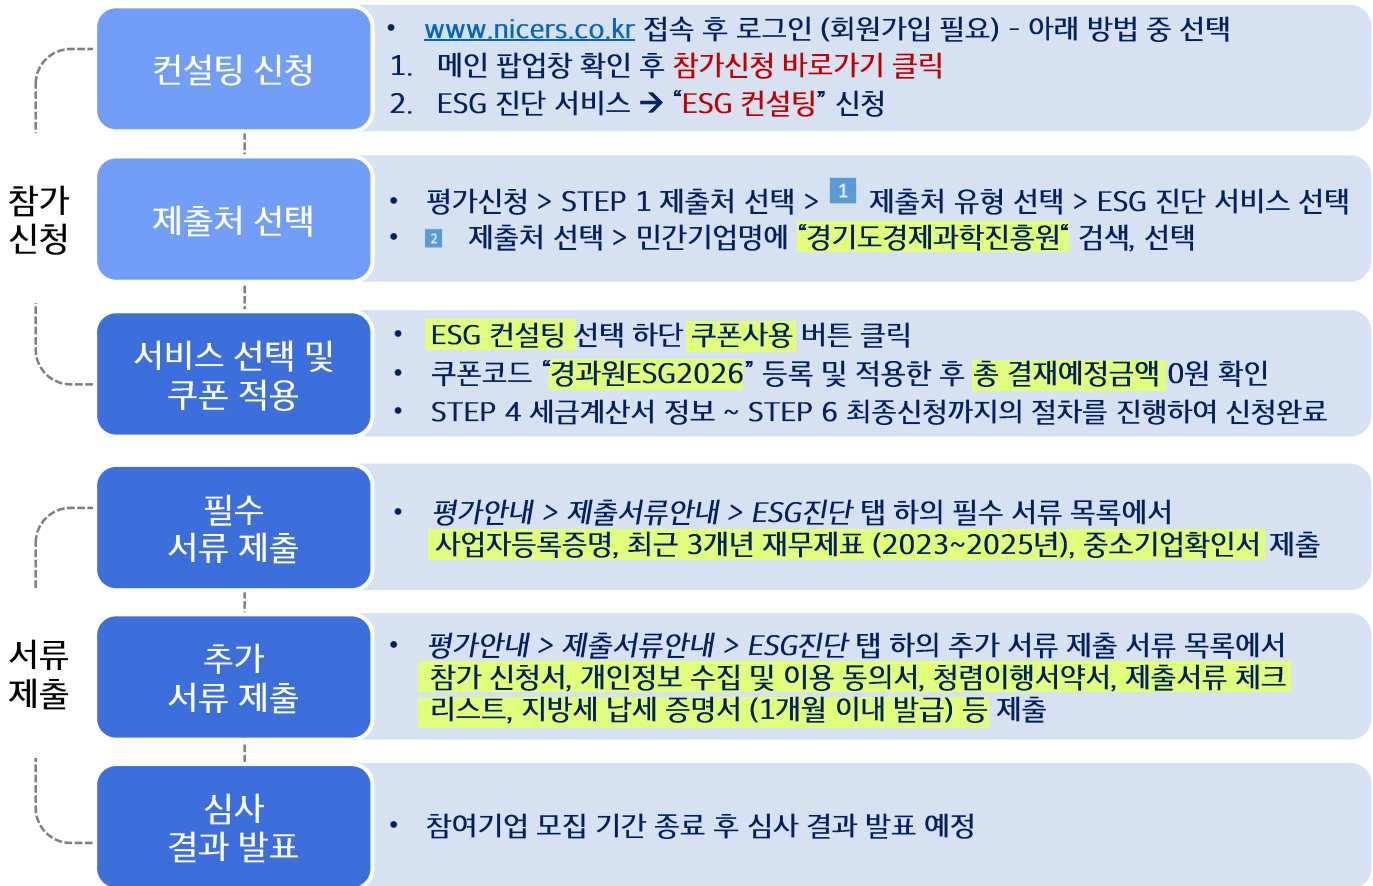 참가
신청
컨설팅 신청
• www.nicers.co.kr 접속 후 로그인 (회원가입 필요) – 아래 방법 중 선택
1. 메인 팝업창 확인 후 참가신청 바로가기 클릭
2. ESG 진단 서비스 → “ESG 컨설팅” 신청
제출처 선택
• 평가신청 > STEP 1 제출처 선택 > 1 제출처 유형 선택 > ESG 진단 서비스 선택
• 2 제출처 선택 > 민간기업명에 “경기도경제과학진흥원“ 검색, 선택
서비스 선택 및
쿠폰 적용
• ESG 컨설팅 선택 하단 쿠폰사용 버튼 클릭
• 쿠폰코드 “경과원ESG2026” 등록 및 적용한 후 총 결재예정금액 0원 확인
• STEP 4 세금계산서 정보 ~ STEP 6 최종신청까지의 절차를 진행하여 신청완료
서류
제출
필수
서류 제출
• 평가안내 > 제출서류안내 > ESG진단 탭 하의 필수 서류 목록에서
사업자등록증명, 최근 3개년 재무제표 (2023~2025년), 중소기업확인서 제출
추가
서류 제출
• 평가안내 > 제출서류안내 > ESG진단 탭 하의 추가 서류 제출 서류 목록에서
참가 신청서, 개인정보 수집 및 이용 동의서, 청렴이행서약서, 제출서류 체크
리스트, 지방세 납세 증명서 (1개월 이내 발급) 등 제출
심사
결과 발표
• 참여기업 모집 기간 종료 후 심사 결과 발표 예정